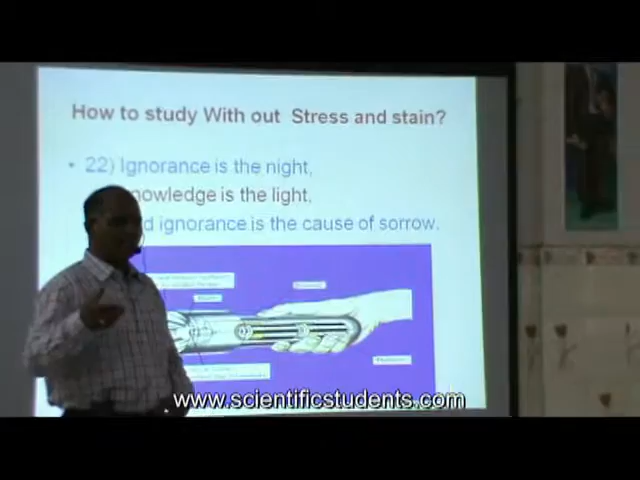 How to study With out Stress and stain?
• 22) Ignorance is the night,
nowledge is the light,
d ignorance is the cause of sorrow.
www.scientificstudents.com